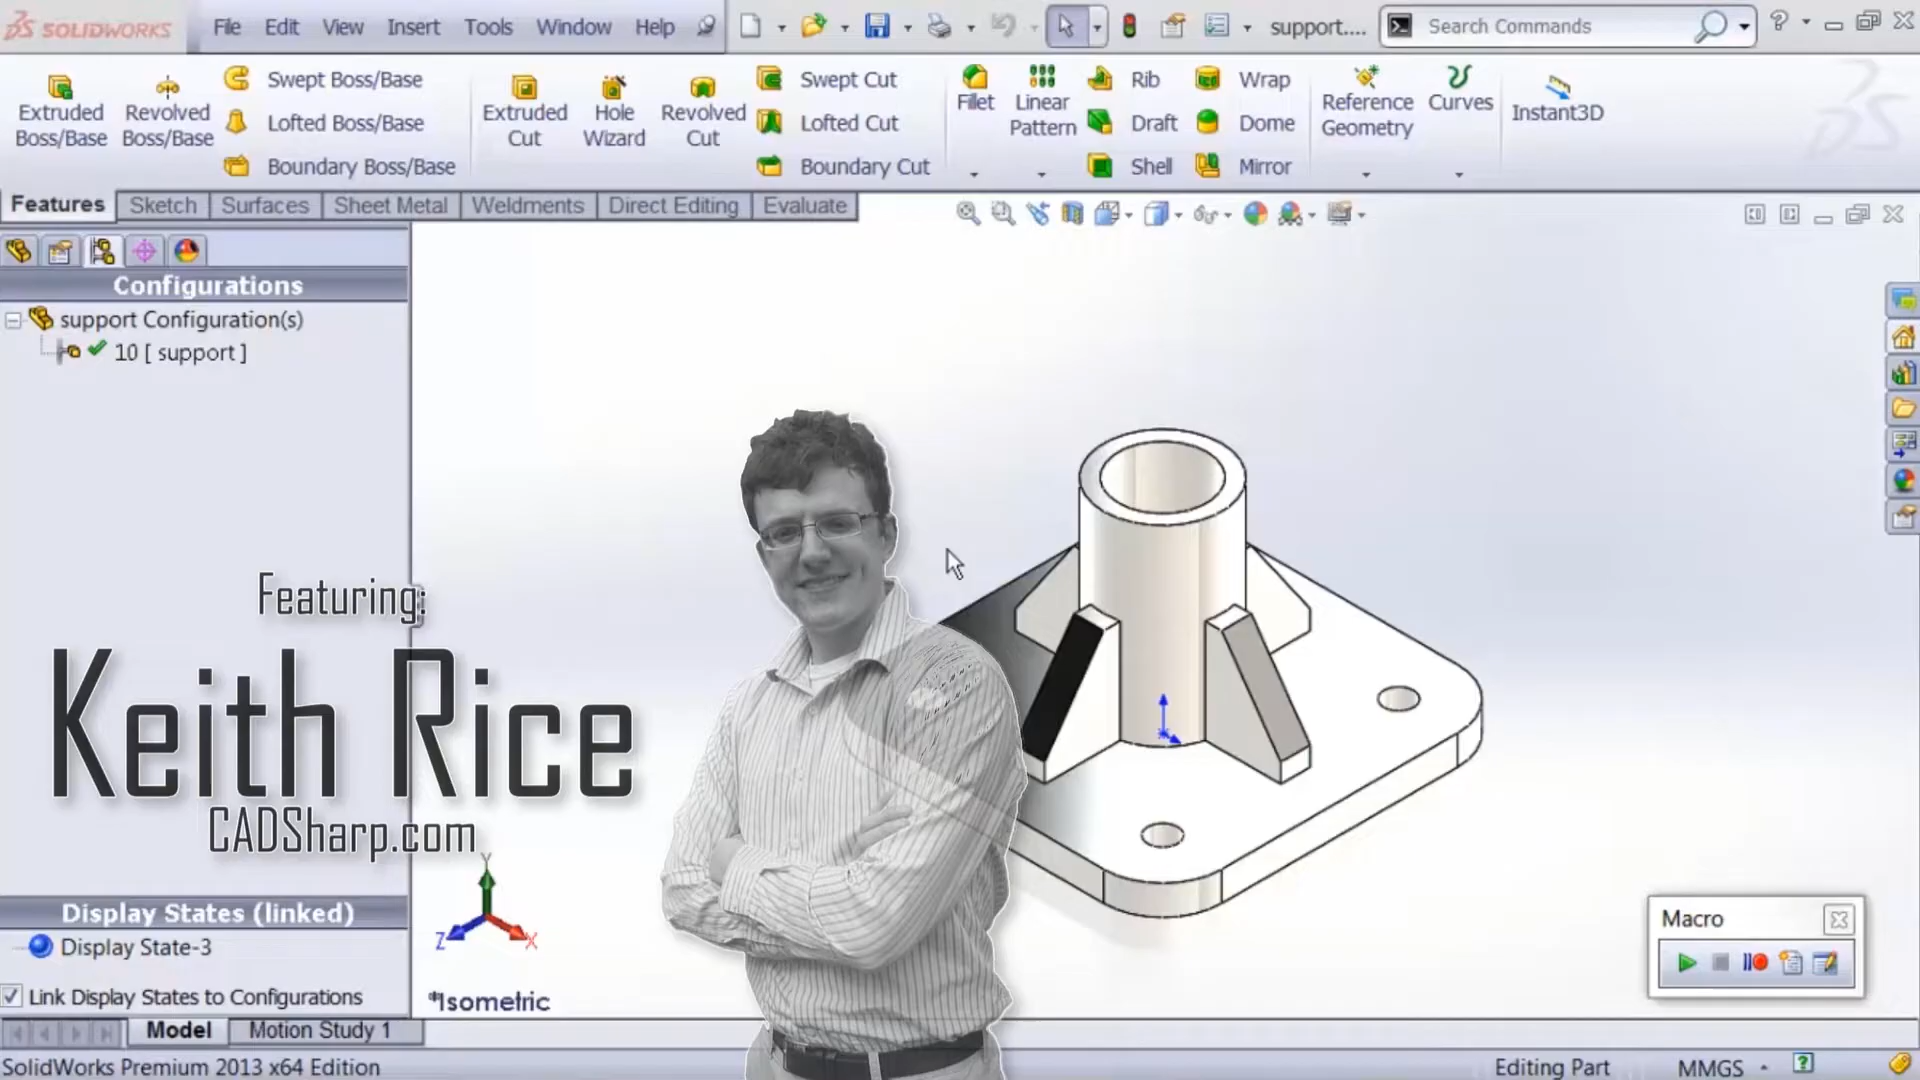 SOLIDWORKS File Edit View Insert Tools Window Help support.... Search Commands
Extruded Boss/Base
Revolved Boss/Base
Swept Boss/Base
Lofted Boss/Base
Boundary Boss/Base
Extruded Cut
Hole Wizard
Revolved Cut
Swept Cut
Lofted Cut
Boundary Cut
Fillet
Linear Pattern
Rib
Draft
Shell
Wrap
Dome
Mirror
Reference Geometry
Curves
Instant3D
Features Sketch Surfaces Sheet Metal Weldments Direct Editing Evaluate
Configurations
support Configuration(s)
10 [ support ]
Featuring:
Keith Rice
CADSharp.com
Y
Z X
*Isometric
Display States (linked)
Display State-3
Link Display States to Configurations
Macro
Model Motion Study 1
SolidWorks Premium 2013 x64 Edition Editing Part MMGS